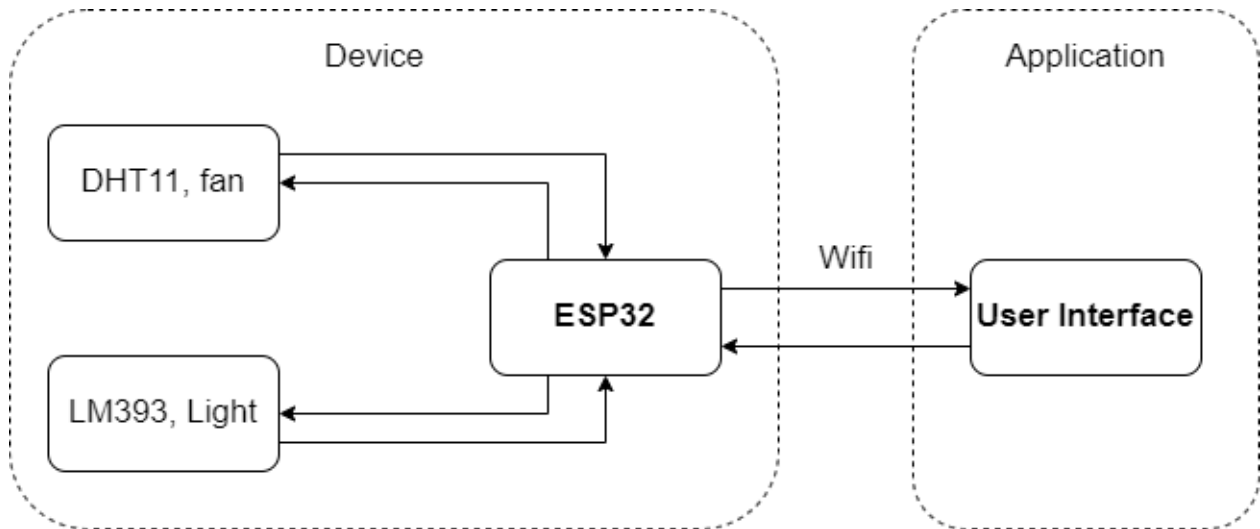 Device
Application
DHT11, fan
Wifi
ESP32
User Interface
LM393, Light